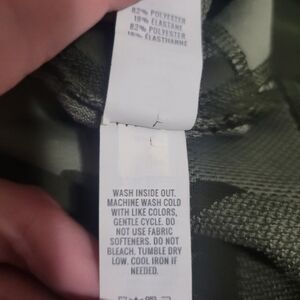 82% POLYESTER
18% ELASTANE
82% POLYESTER
18% ÉLASTHANNE
L
WASH INSIDE OUT.
MACHINE WASH COLD
WITH LIKE COLORS,
GENTLE CYCLE. DO
NOT USE FABRIC
SOFTENERS. DO NOT
BLEACH. TUMBLE DRY
LOW. COOL IRON IF
NEEDED.